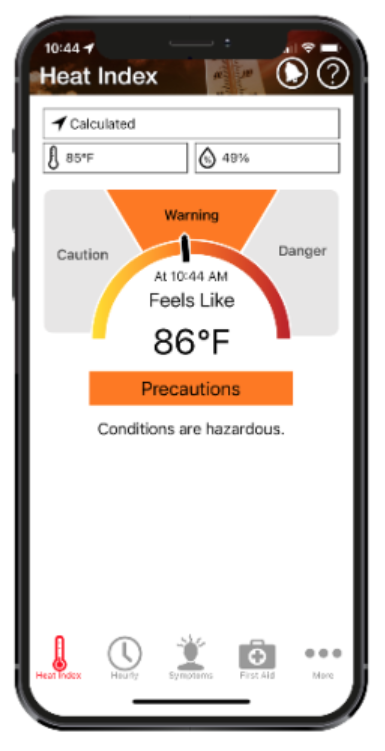 10:44
Heat Index
?
Calculated
85°F
% 49%
Warning
Caution
Danger
At 10:44 AM
Feels Like
86°F
Precautions
Conditions are hazardous.
Heat Index Hourly Symptoms First Aid More